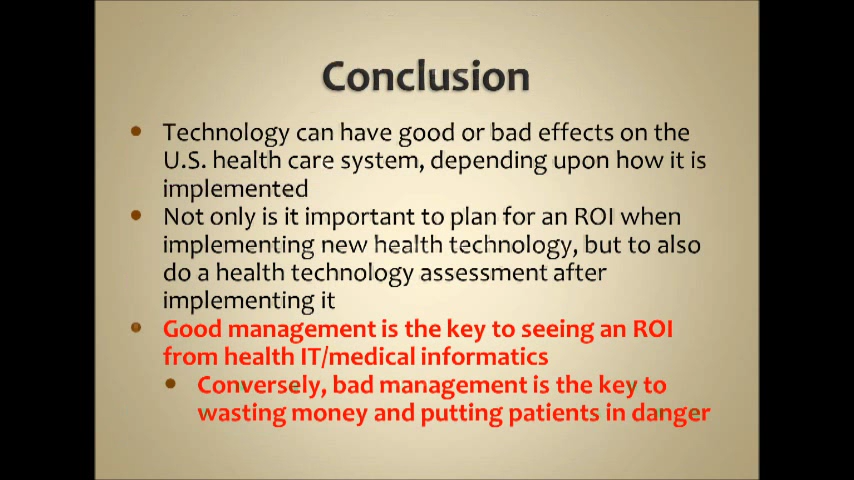 Conclusion
Technology can have good or bad effects on the
U.S. health care system, depending upon how it is
implemented
Not only is it important to plan for an ROI when
implementing new health technology, but to also
do a health technology assessment after
implementing it
Good management is the key to seeing an ROI
from health IT/medical informatics
Conversely, bad management is the key to
wasting money and putting patients in danger